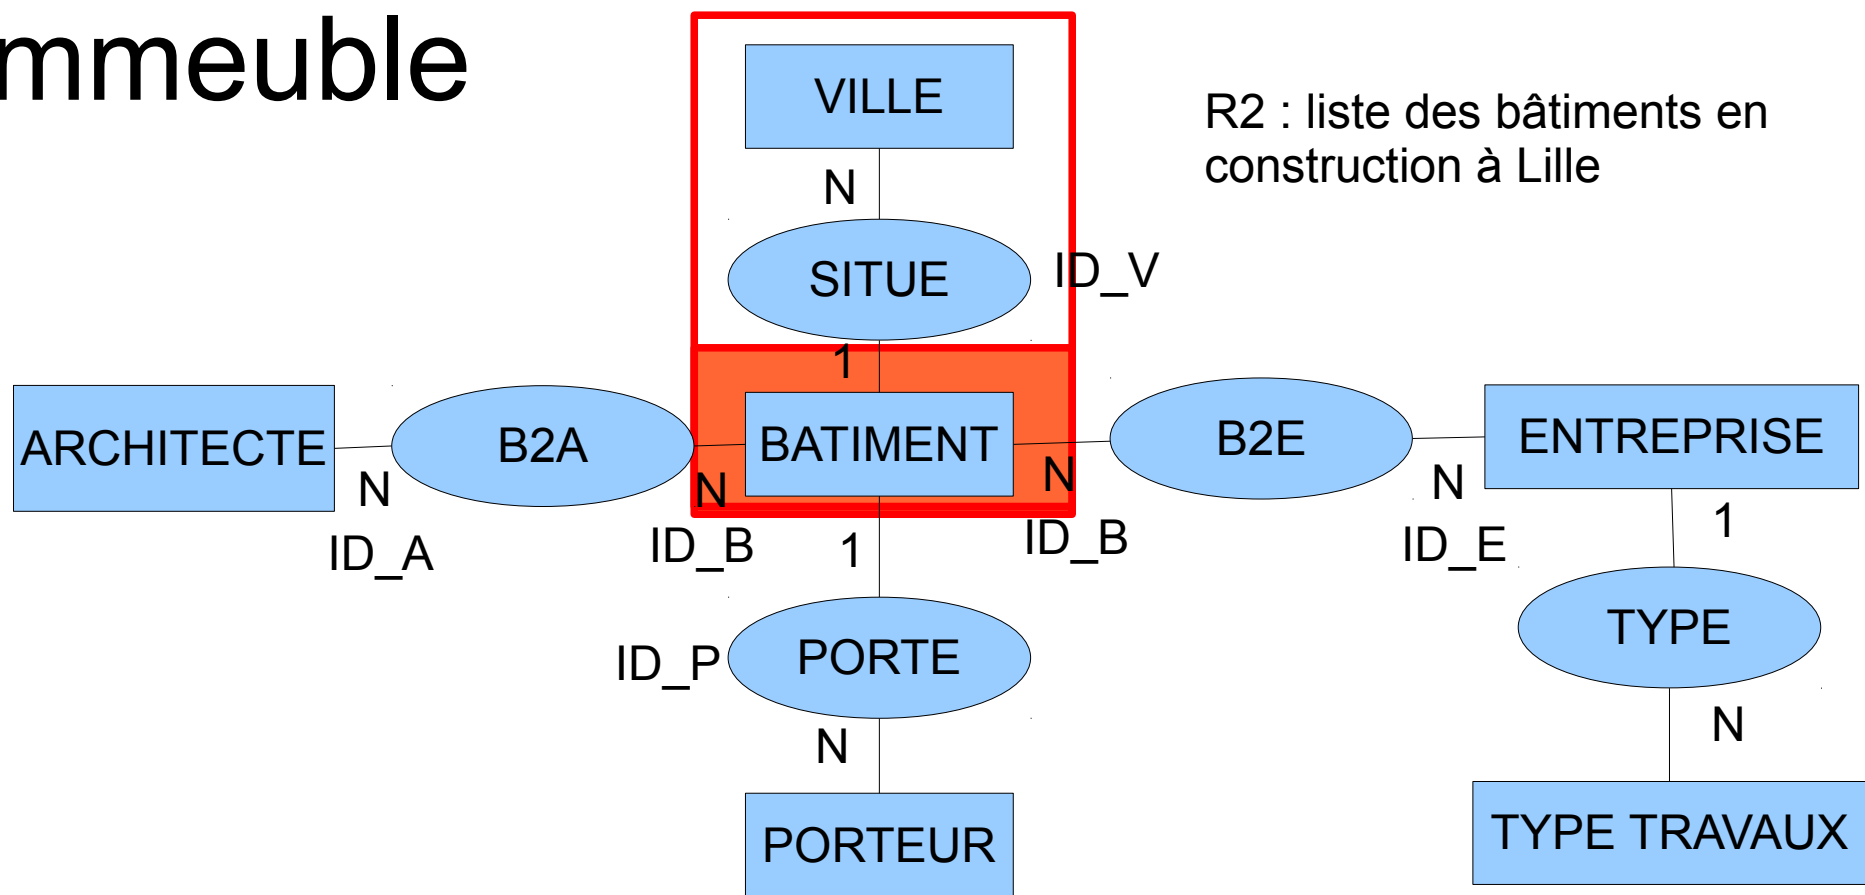 mmeuble
VILLE
R2 : liste des bâtiments en
construction à Lille
N
SITUE
ID_V
1
ARCHITECTE
B2A
BATIMENT
B2E
ENTREPRISE
N
N
N
N
ID_A
ID_B
1
ID_B
ID_E
1
PORTE
ID_P
TYPE
N
N
PORTEUR
TYPE TRAVAUX